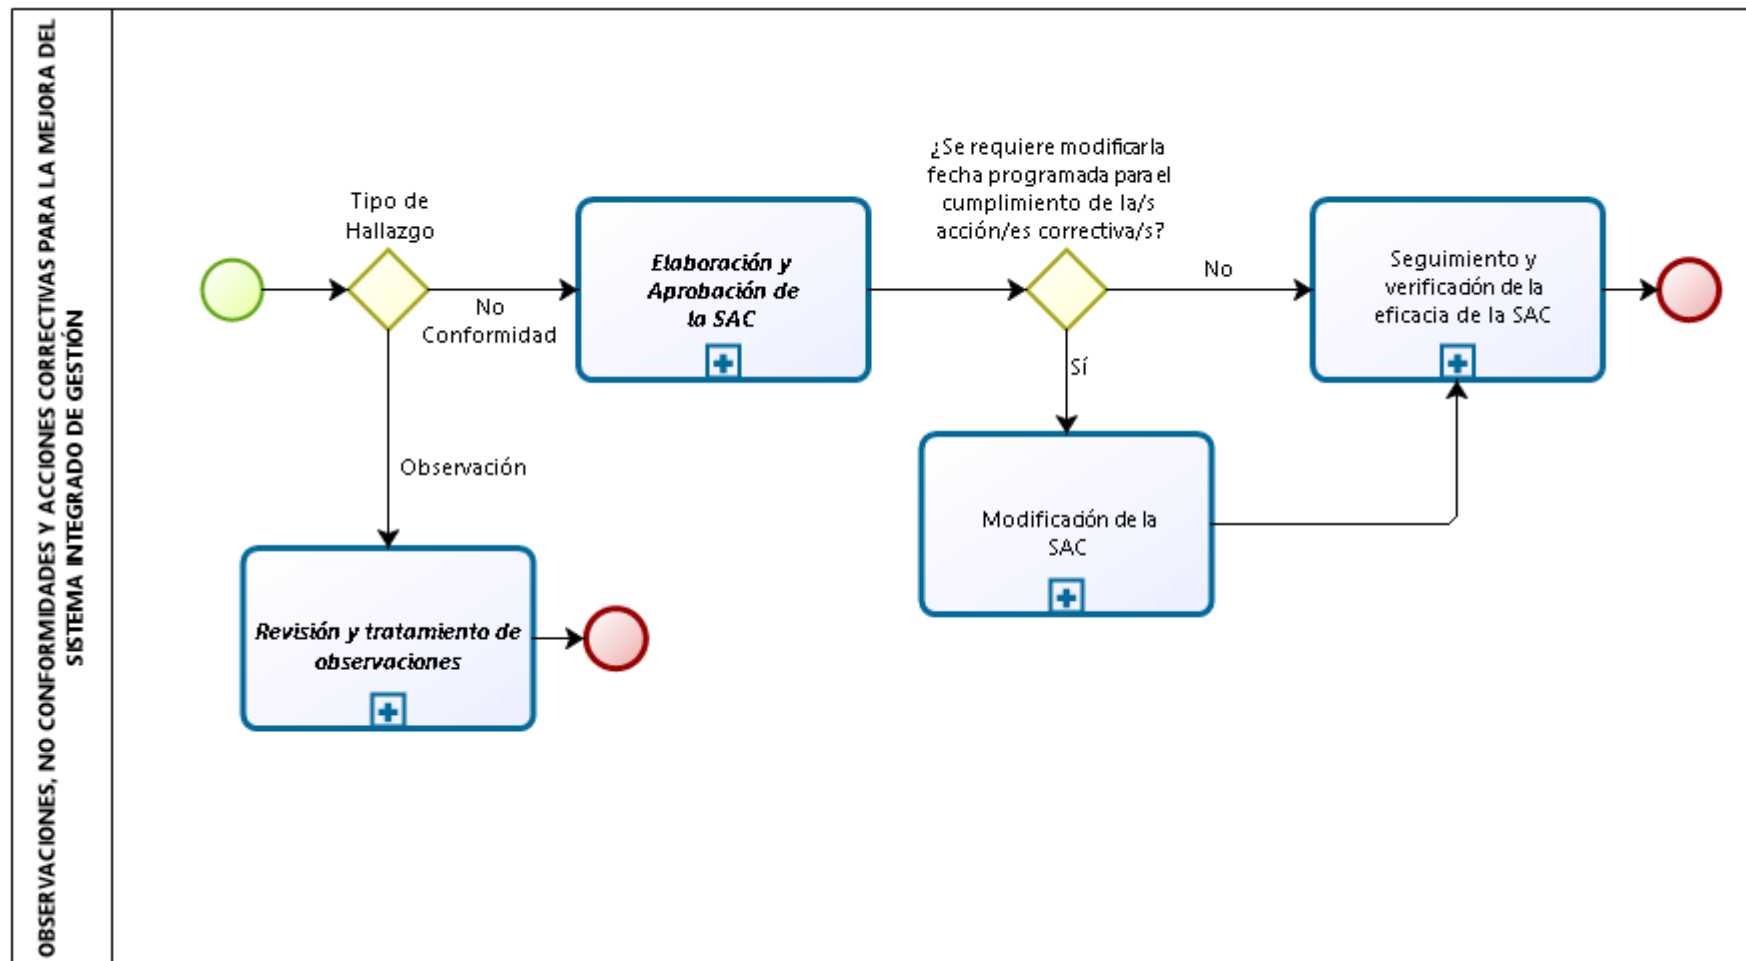 OBSERVACIONES, NO CONFORMIDADES Y ACCIONES CORRECTIVAS PARA LA MEJORA DEL
SISTEMA INTEGRADO DE GESTIÓN
Tipo de
Hallazgo
No
Conformidad
Observación
Revisión y tratamiento de
observaciones
Elaboración y
Aprobación de
la SAC
¿Se requiere modificar la
fecha programada para el
cumplimiento de la/s
acción/es correctiva/s?
No
Sí
Modificación de la
SAC
Seguimiento y
verificación de la
eficacia de la SAC